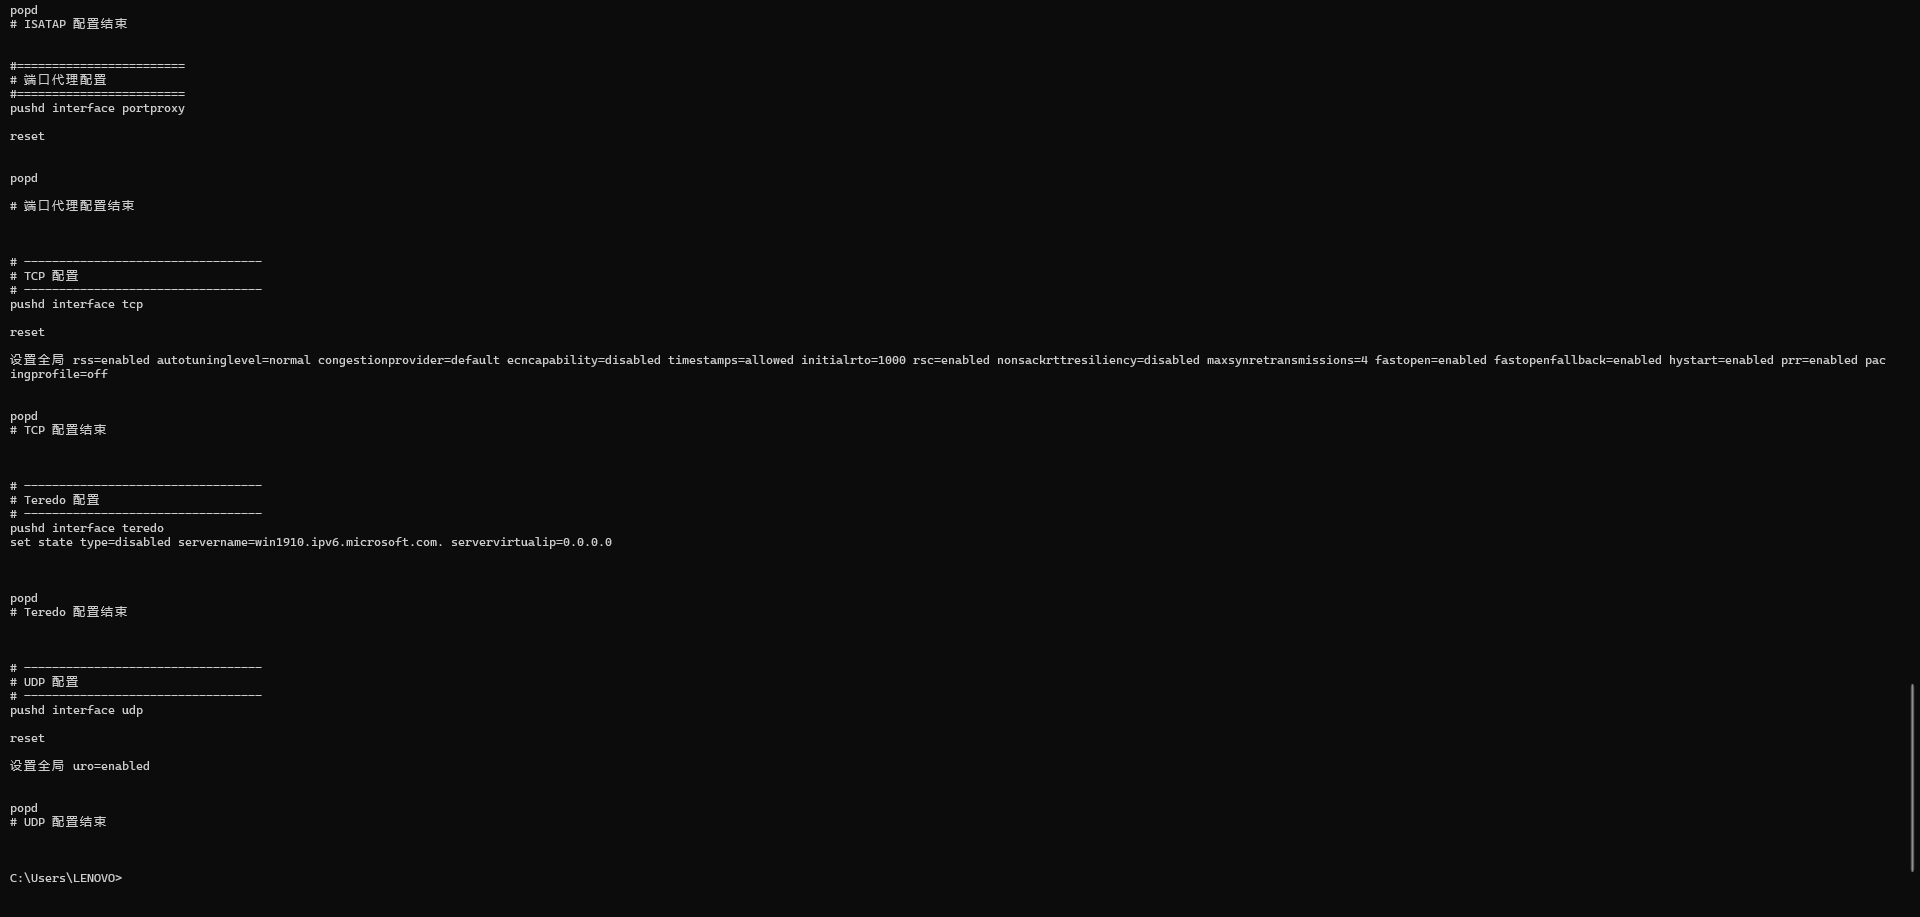 popd
# ISATAP 配置结束
#========================
# 端口代理配置
#========================
pushd interface portproxy
reset
popd
# 端口代理配置结束
# ----------------------------------
# TCP 配置
# ----------------------------------
pushd interface tcp
reset
设置全局 rss=enabled autotuninglevel=normal congestionprovider=default ecncapability=disabled timestamps=allowed initialrto=1000 rsc=enabled nonsackrttresiliency=disabled maxsynretransmissions=4 fastopen=enabled fastopenfallback=enabled hystart=enabled prr=enabled pac
ingprofile=off
popd
# TCP 配置结束
# ----------------------------------
# Teredo 配置
# ----------------------------------
pushd interface teredo
set state type=disabled servername=win1910.ipv6.microsoft.com. servervirtualip=0.0.0.0
popd
# Teredo 配置结束
# ----------------------------------
# UDP 配置
# ----------------------------------
pushd interface udp
reset
设置全局 uro=enabled
popd
# UDP 配置结束
C:\Users\LENOVO>